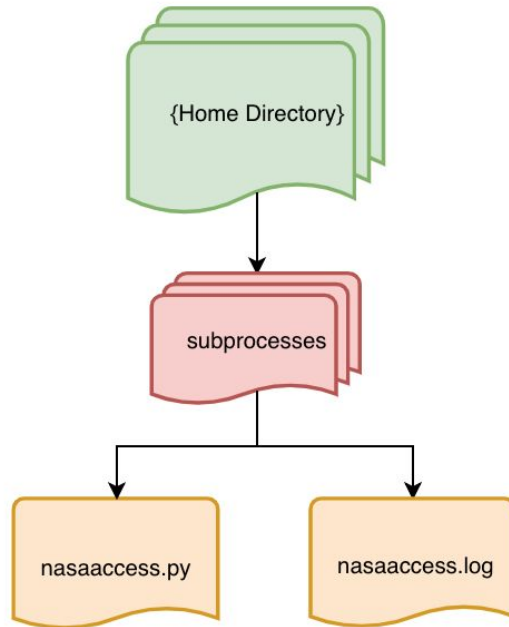 {Home Directory}
subprocesses
nasaaccess.py
nasaaccess.log